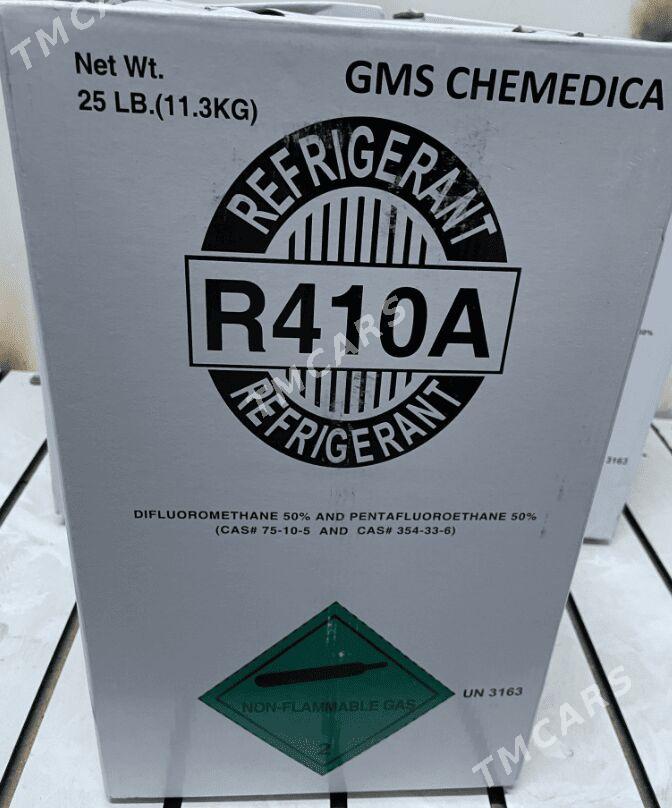 TMCARS
Net Wt.
25 LB.(11.3KG)
GMS CHEMEDICA
REFRIGERANT
R410A
TMCARS
REFRIGERANT
DIFLUOROMETHANE 50% AND PENTAFLUOROETHANE 50%
(CAS# 75-10-5 AND CAS# 354-33-6)
3163
NON-FLAMMABLE GAS
2
UN 3163
TMCARS